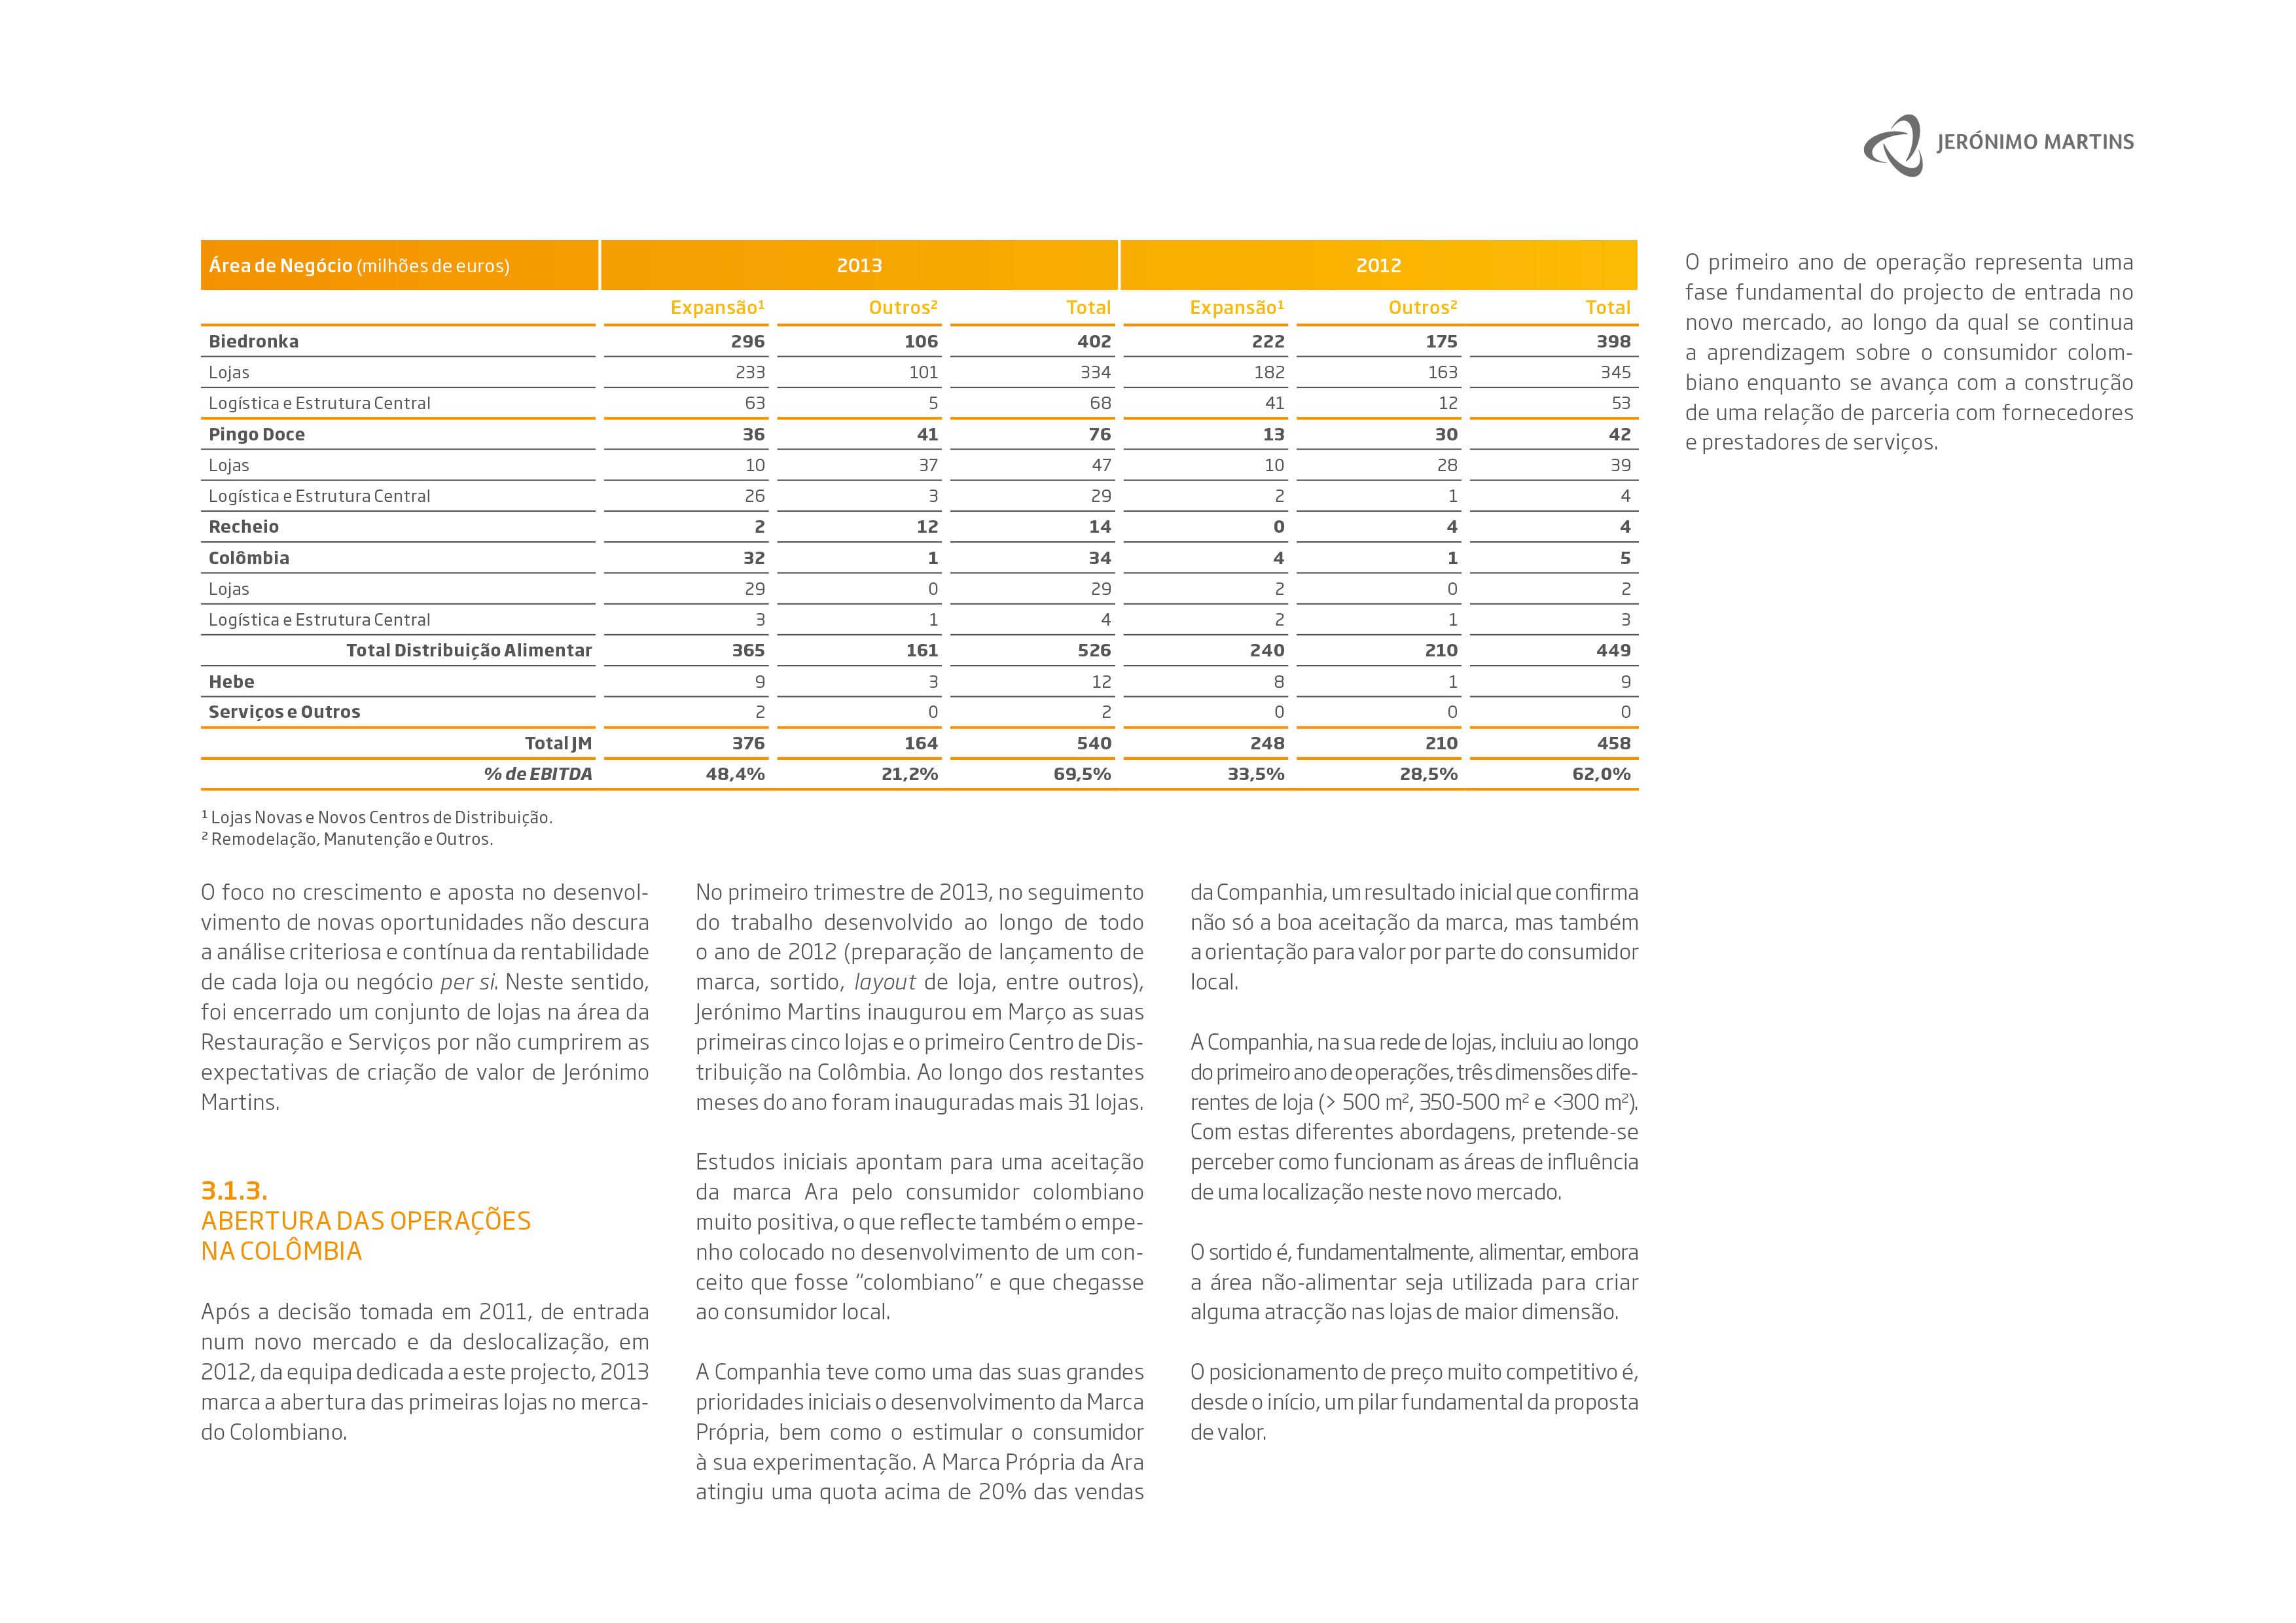 JERÓNIMO MARTINS
Área de Negócio (milhões de euros) 2013 2012
Expansão¹ Outros² Total Expansão¹ Outros² Total
Biedronka 296 106 402 222 175 398
Lojas 233 101 334 182 163 345
Logística e Estrutura Central 63 5 68 41 12 53
Pingo Doce 36 41 76 13 30 42
Lojas 10 37 47 10 28 39
Logística e Estrutura Central 26 3 29 2 1 4
Recheio 2 12 14 0 4 4
Colômbia 32 1 34 4 1 5
Lojas 29 0 29 2 0 2
Logística e Estrutura Central 3 1 4 2 1 3
Total Distribuição Alimentar 365 161 526 240 210 449
Hebe 9 3 12 8 1 9
Serviços e Outros 2 0 2 0 0 0
Total JM 376 164 540 248 210 458
% de EBITDA 48,4% 21,2% 69,5% 33,5% 28,5% 62,0%
¹ Lojas Novas e Novos Centros de Distribuição.
² Remodelação, Manutenção e Outros.
O foco no crescimento e aposta no desenvol-
vimento de novas oportunidades não descura
a análise criteriosa e contínua da rentabilidade
de cada loja ou negócio per si. Neste sentido,
foi encerrado um conjunto de lojas na área da
Restauração e Serviços por não cumprirem as
expectativas de criação de valor de Jerónimo
Martins.
3.1.3.
ABERTURA DAS OPERAÇÕES
NA COLÔMBIA
Após a decisão tomada em 2011, de entrada
num novo mercado e da deslocalização, em
2012, da equipa dedicada a este projecto, 2013
marca a abertura das primeiras lojas no merca-
do Colombiano.
No primeiro trimestre de 2013, no seguimento
do trabalho desenvolvido ao longo de todo
o ano de 2012 (preparação de lançamento de
marca, sortido, layout de loja, entre outros),
Jerónimo Martins inaugurou em Março as suas
primeiras cinco lojas e o primeiro Centro de Dis-
tribuição na Colômbia. Ao longo dos restantes
meses do ano foram inauguradas mais 31 lojas.
Estudos iniciais apontam para uma aceitação
da marca Ara pelo consumidor colombiano
muito positiva, o que reflecte também o empe-
nho colocado no desenvolvimento de um con-
ceito que fosse “colombiano” e que chegasse
ao consumidor local.
A Companhia teve como uma das suas grandes
prioridades iniciais o desenvolvimento da Marca
Própria, bem como o estimular o consumidor
à sua experimentação. A Marca Própria da Ara
atingiu uma quota acima de 20% das vendas
da Companhia, um resultado inicial que confirma
não só a boa aceitação da marca, mas também
a orientação para valor por parte do consumidor
local.
A Companhia, na sua rede de lojas, incluiu ao longo
do primeiro ano de operações, três dimensões dife-
rentes de loja (> 500 m², 350-500 m² e <300 m²).
Com estas diferentes abordagens, pretende-se
perceber como funcionam as áreas de influência
de uma localização neste novo mercado.
O sortido é, fundamentalmente, alimentar, embora
a área não-alimentar seja utilizada para criar
alguma atracção nas lojas de maior dimensão.
O posicionamento de preço muito competitivo é,
desde o início, um pilar fundamental da proposta
de valor.
O primeiro ano de operação representa uma
fase fundamental do projecto de entrada no
novo mercado, ao longo da qual se continua
a aprendizagem sobre o consumidor colom-
biano enquanto se avança com a construção
de uma relação de parceria com fornecedores
e prestadores de serviços.